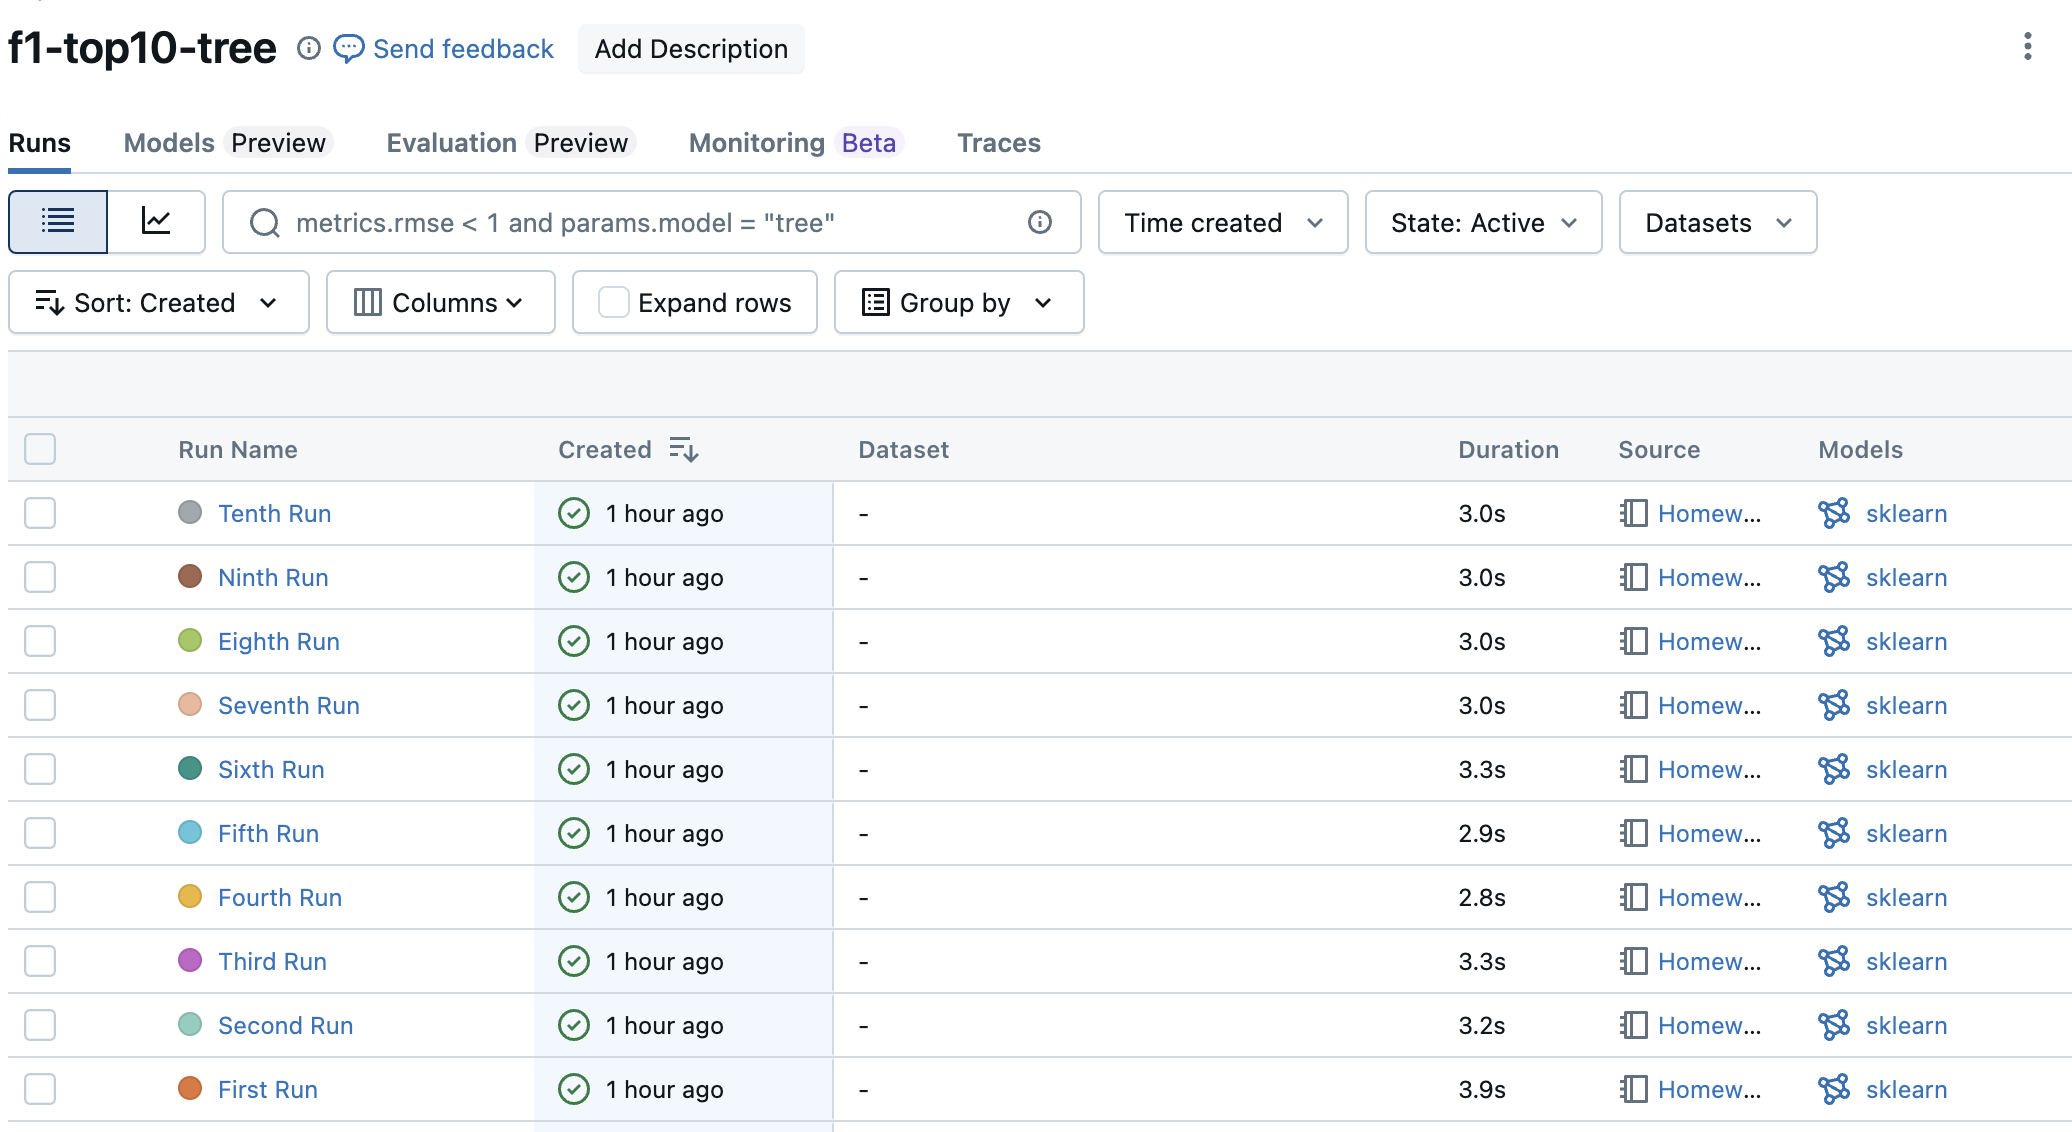 f1-top10-tree Send feedback Add Description
Runs Models Preview Evaluation Preview Monitoring Beta Traces
metrics.rmse < 1 and params.model = "tree" Time created State: Active Datasets
Sort: Created Columns Expand rows Group by
Run Name Created Dataset Duration Source Models
Tenth Run 1 hour ago - 3.0s Homew... sklearn
Ninth Run 1 hour ago - 3.0s Homew... sklearn
Eighth Run 1 hour ago - 3.0s Homew... sklearn
Seventh Run 1 hour ago - 3.0s Homew... sklearn
Sixth Run 1 hour ago - 3.3s Homew... sklearn
Fifth Run 1 hour ago - 2.9s Homew... sklearn
Fourth Run 1 hour ago - 2.8s Homew... sklearn
Third Run 1 hour ago - 3.3s Homew... sklearn
Second Run 1 hour ago - 3.2s Homew... sklearn
First Run 1 hour ago - 3.9s Homew... sklearn